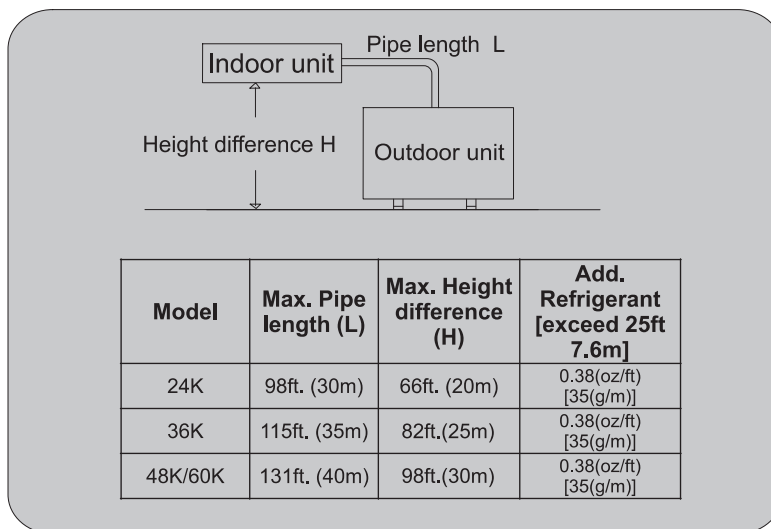 Pipe length L
Indoor unit
Height difference H
Outdoor unit
Model
Max. Pipe
length (L)
Max. Height
difference
(H)
Add.
Refrigerant
[exceed 25ft
7.6m]
24K
98ft. (30m)
66ft. (20m)
0.38(oz/ft)
[35(g/m)]
36K
115ft. (35m)
82ft.(25m)
0.38(oz/ft)
[35(g/m)]
48K/60K
131ft. (40m)
98ft.(30m)
0.38(oz/ft)
[35(g/m)]